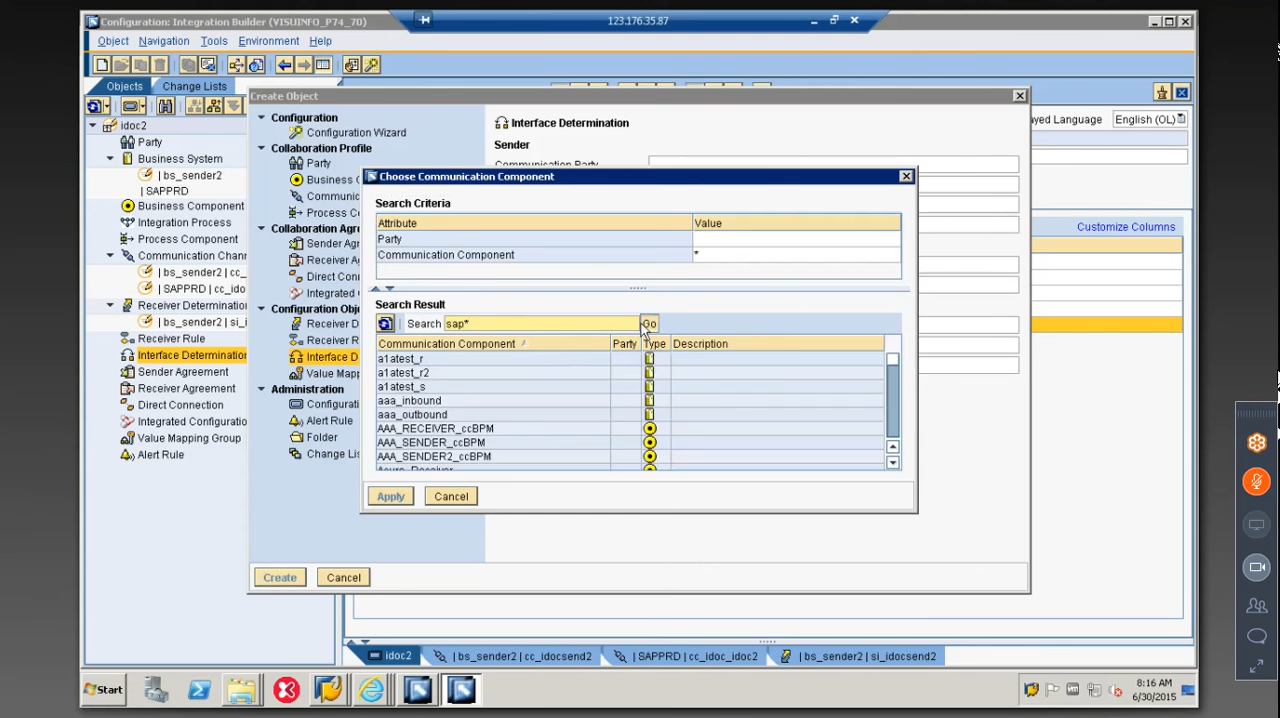 Configuration: Integration Builder (VISUINFO_P74_70)
123.176.35.87
Object Navigation Tools Environment Help
Objects Change Lists
Create Object
idoc2
Party
Business System
| bs_sender2
| SAPPRD
Business Component
Integration Process
Process Component
Communication Chann
| bs_sender2 | cc_
| SAPPRD | cc_ido
Receiver Determination
| bs_sender2 | si_i
Receiver Rule
Interface Determination
Sender Agreement
Receiver Agreement
Direct Connection
Integrated Configuratio
Value Mapping Group
Alert Rule
Configuration
Configuration Wizard
Collaboration Profile
Party
Business C
Communic
Process Co
Collaboration Agre
Sender Agr
Receiver A
Direct Conn
Integrated C
Configuration Obj
Receiver D
Receiver R
Interface D
Value Mapp
Administration
Configurati
Alert Rule
Folder
Change Lis
Interface Determination
Sender
Communication Party
ayed Language English (OL)
Customize Columns
Choose Communication Component
Search Criteria
Attribute Value
Party
Communication Component *
Search Result
Search sap* Go
Communication Component Party Type Description
a1atest_r
a1atest_r2
a1atest_s
aaa_inbound
aaa_outbound
AAA_RECEIVER_ccBPM
AAA_SENDER_ccBPM
AAA_SENDER2_ccBPM
Apply Cancel
Create Cancel
idoc2 | bs_sender2 | cc_idocsend2 | SAPPRD | cc_idoc_idoc2 | bs_sender2 | si_idocsend2
Start
8:16 AM
6/30/2015